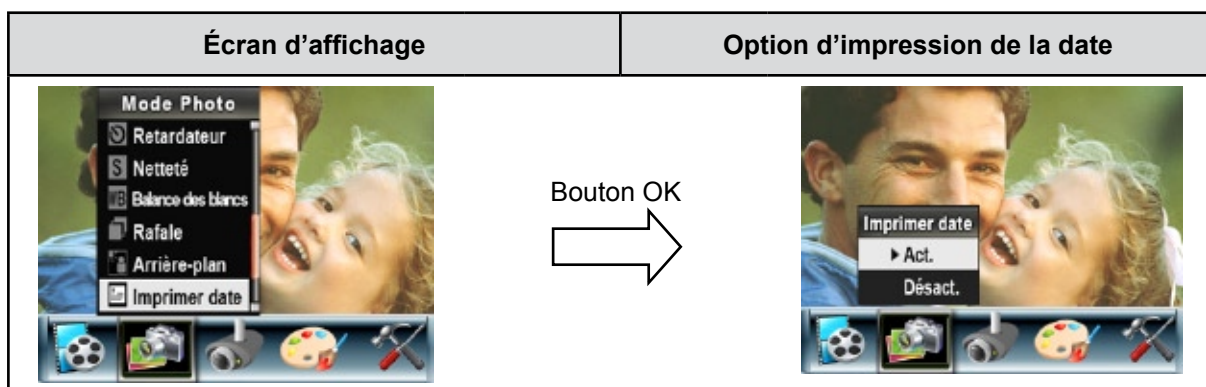 Écran d'affichage
Option d'impression de la date
Mode Photo
Retardateur
S Netteté
WB Balance des blancs
Rafale
Arrière-plan
Imprimer date
Bouton OK
Imprimer date
Act.
Désact.